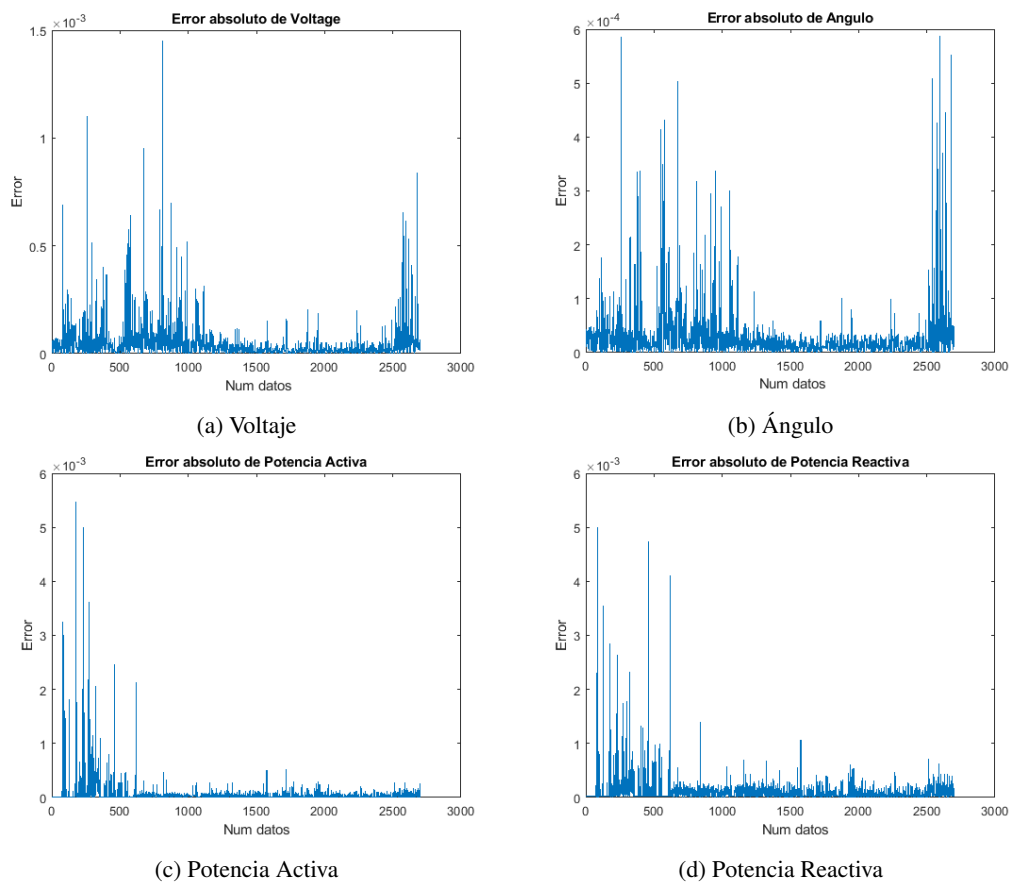 Error absoluto de Voltage
×10⁻³
1.5
1
0.5
0
Error
0 500 1000 1500 2000 2500 3000
Num datos
(a) Voltaje
Error absoluto de Angulo
×10⁻⁴
6
5
4
3
2
1
0
Error
0 500 1000 1500 2000 2500 3000
Num datos
(b) Ángulo
Error absoluto de Potencia Activa
×10⁻³
6
5
4
3
2
1
0
Error
0 500 1000 1500 2000 2500 3000
Num datos
(c) Potencia Activa
Error absoluto de Potencia Reactiva
×10⁻³
6
5
4
3
2
1
0
Error
0 500 1000 1500 2000 2500 3000
Num datos
(d) Potencia Reactiva